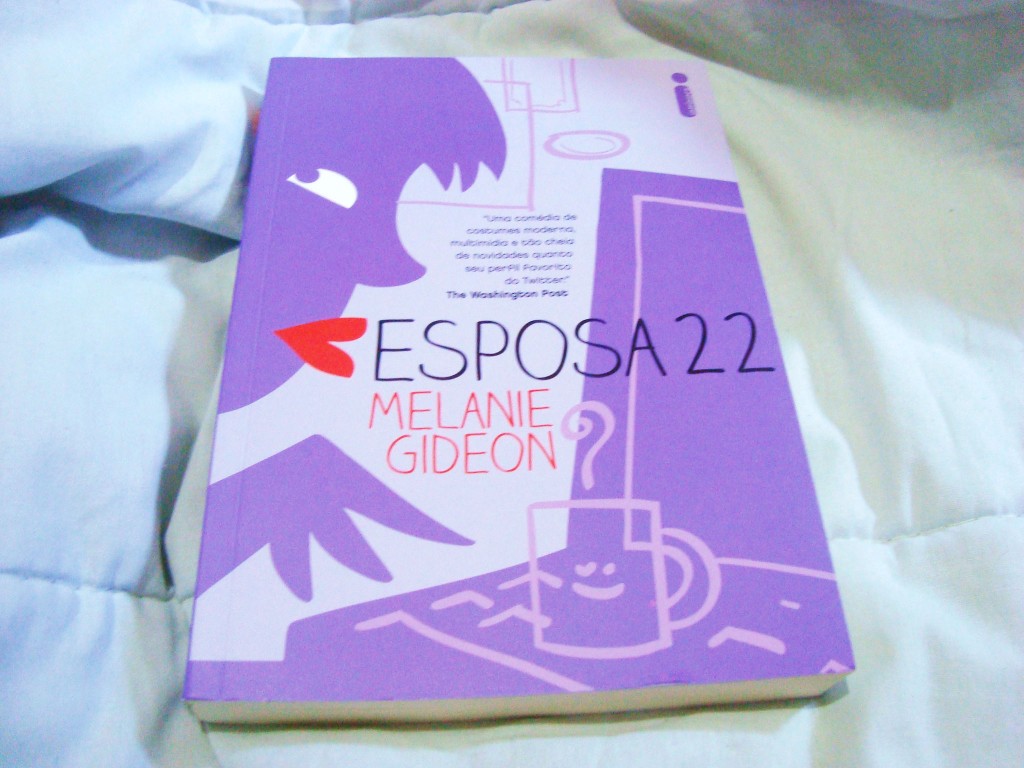 "Uma comédia de
costumes moderna,
multimídia e tão cheia
de novidades quanto
seu perfil favorito
do Twitter."
The Washington Post
ESPOSA 22
MELANIE
GIDEON